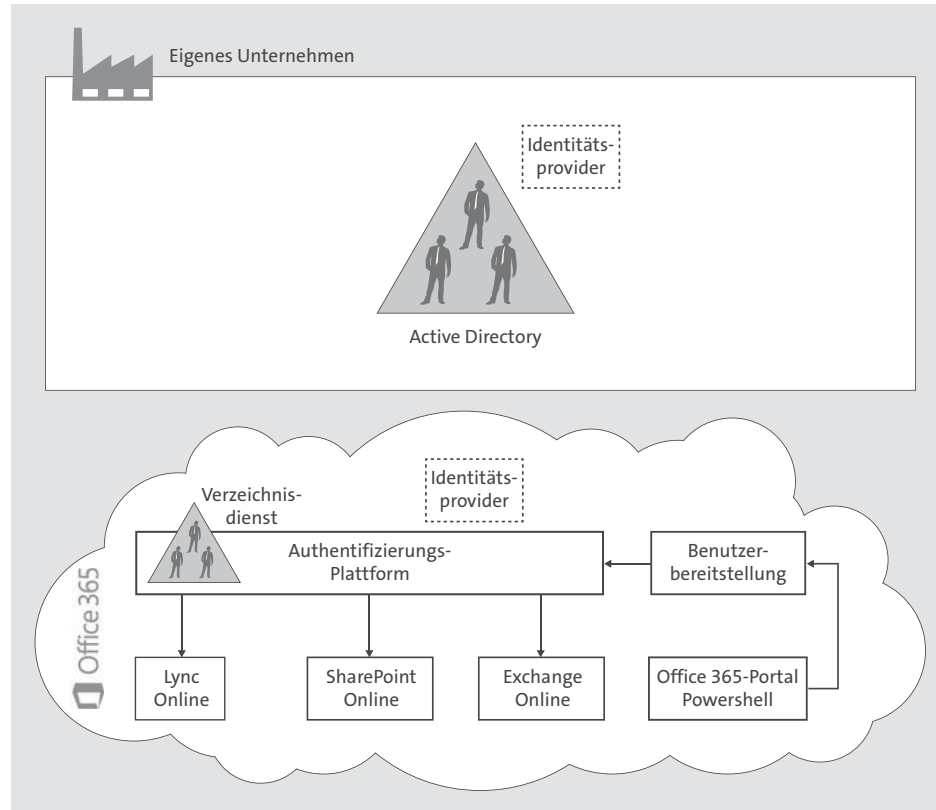 Eigenes Unternehmen
Identitäts-
provider
Active Directory
Identitäts-
provider
Verzeichnis-
dienst
Authentifizierungs-
Plattform
Benutzer-
bereitstellung
Office 365
Lync
Online
SharePoint
Online
Exchange
Online
Office 365-Portal
Powershell